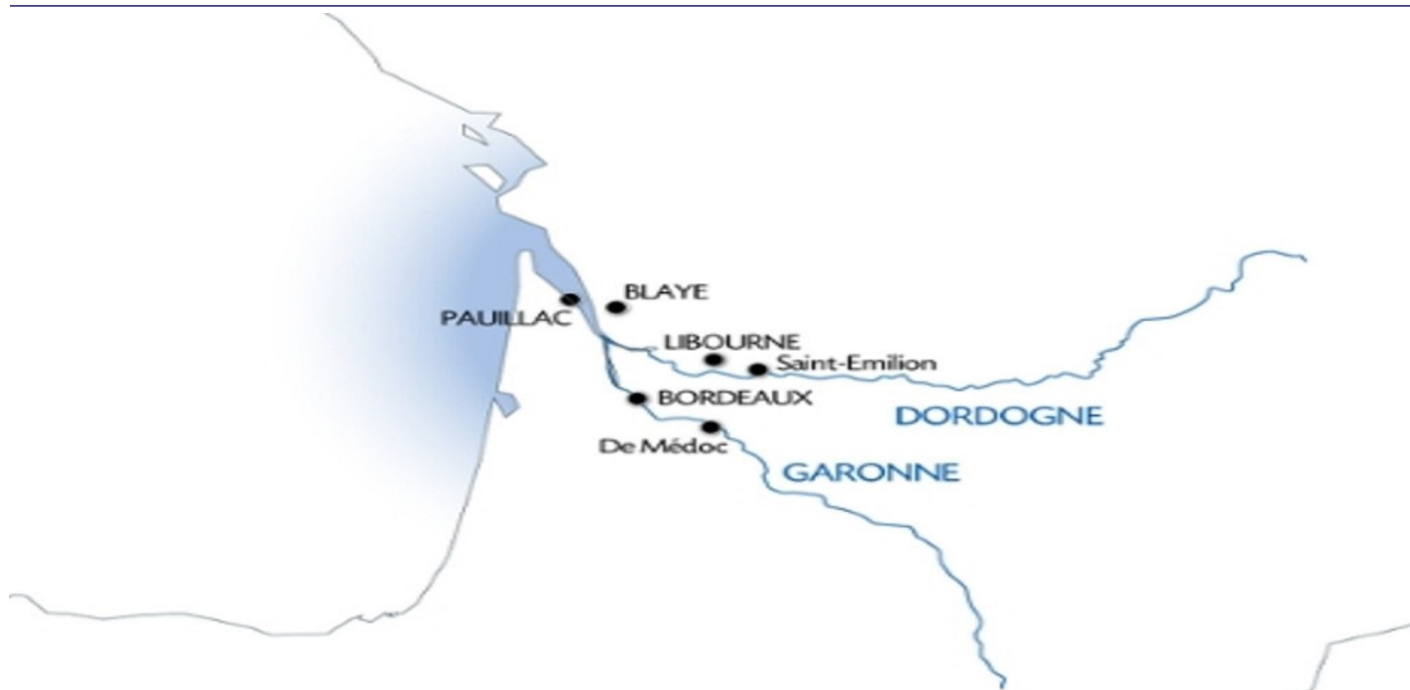 BLAYE
PAUILLAC
LIBOURNE
Saint-Emilion
BORDEAUX
DORDOGNE
De Médoc
GARONNE